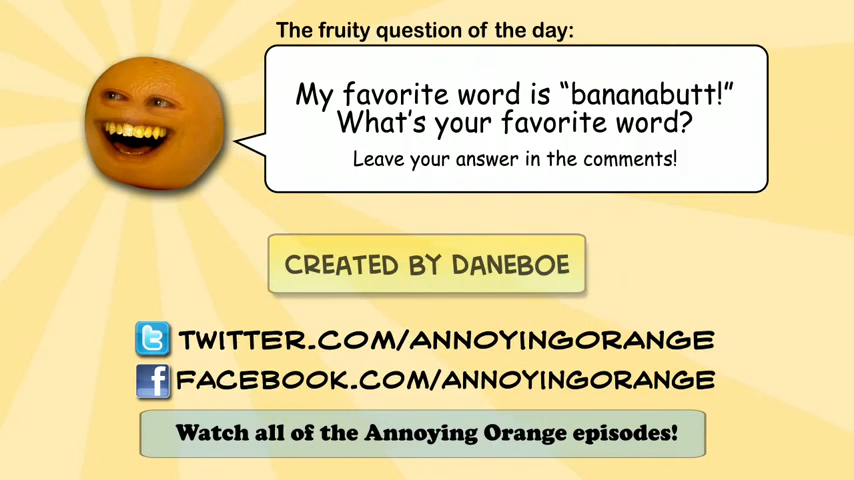 The fruity question of the day:
My favorite word is “bananabutt!”
What's your favorite word?
Leave your answer in the comments!
CREATED BY DANEBOE
TWITTER.COM/ANNOYINGORANGE
FACEBOOK.COM/ANNOYINGORANGE
Watch all of the Annoying Orange episodes!